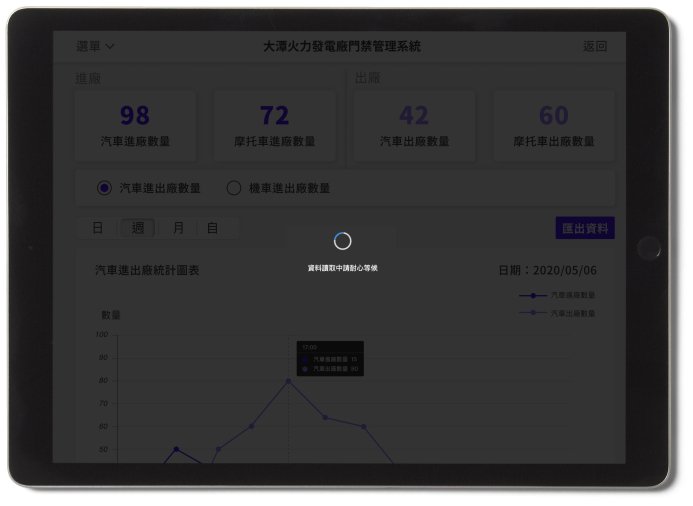 選單 大潭火力發電廠門禁管理系統 返回
進廠 出廠
98 72 42 60
汽車進廠數量 摩托車進廠數量 汽車出廠數量 摩托車出廠數量
汽車進出廠數量 機車進出廠數量
日 週 月 自 匯出資料
資料讀取中請耐心等候
汽車進出廠統計圖表 日期：2020/05/06
汽車進廠數量
汽車出廠數量
數量
100
90
80
70
60
50
17:00
汽車進廠數量 15
汽車出廠數量 80